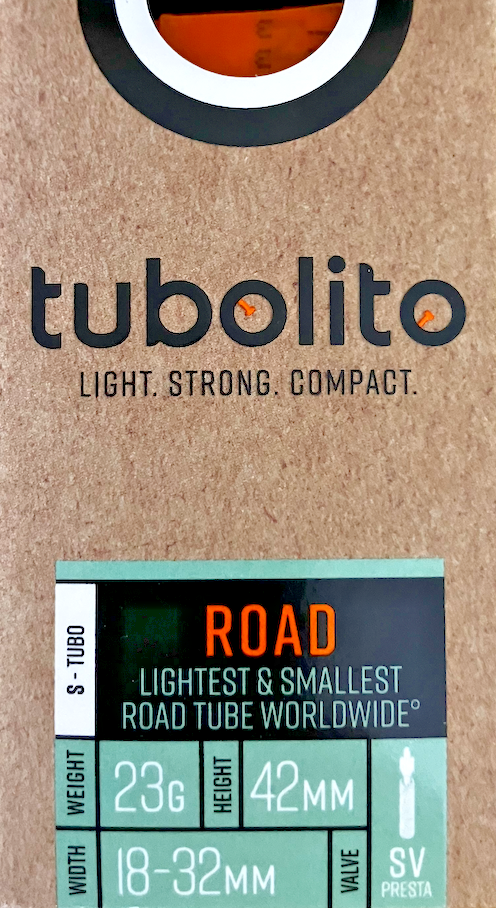 tubolito
LIGHT. STRONG. COMPACT.
S - TUBO
ROAD
LIGHTEST & SMALLEST
ROAD TUBE WORLDWIDE°
WEIGHT
23G
HEIGHT
42MM
WIDTH
18-32MM
VALVE
SV
PRESTA